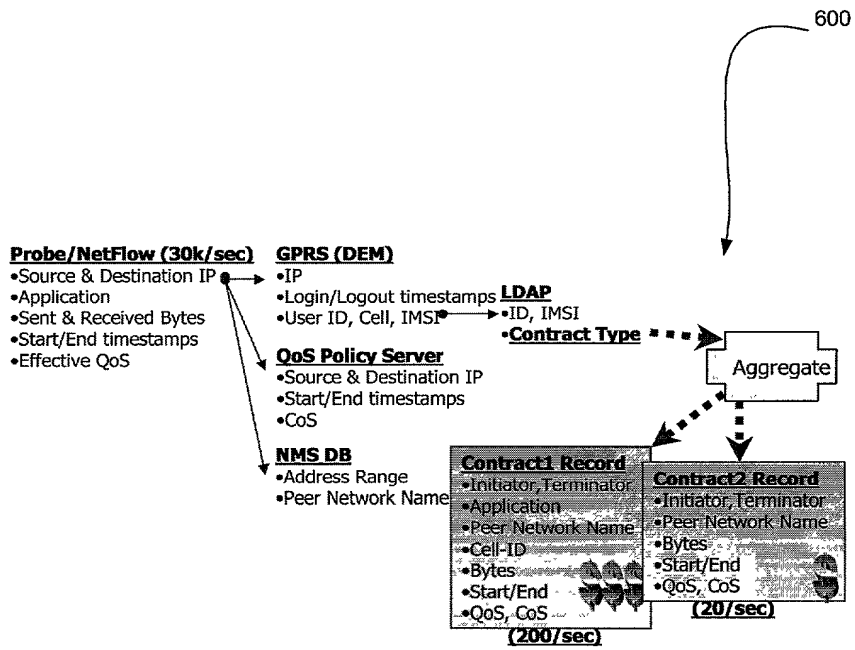 600
Probe/NetFlow (30k/sec)
•Source & Destination IP
•Application
•Sent & Received Bytes
•Start/End timestamps
•Effective QoS
GPRS (DEM)
•IP
•Login/Logout timestamps
•User ID, Cell, IMSI
LDAP
•ID, IMSI
•Contract Type
QoS Policy Server
•Source & Destination IP
•Start/End timestamps
•CoS
NMS DB
•Address Range
•Peer Network Name
Aggregate
Contract1 Record
•Initiator,Terminator
•Application
•Peer Network Name
•Cell-ID
•Bytes
•Start/End
•QoS, CoS
(200/sec)
Contract2 Record
•Initiator,Terminator
•Peer Network Name
•Bytes
•Start/End
•QoS, CoS
(20/sec)